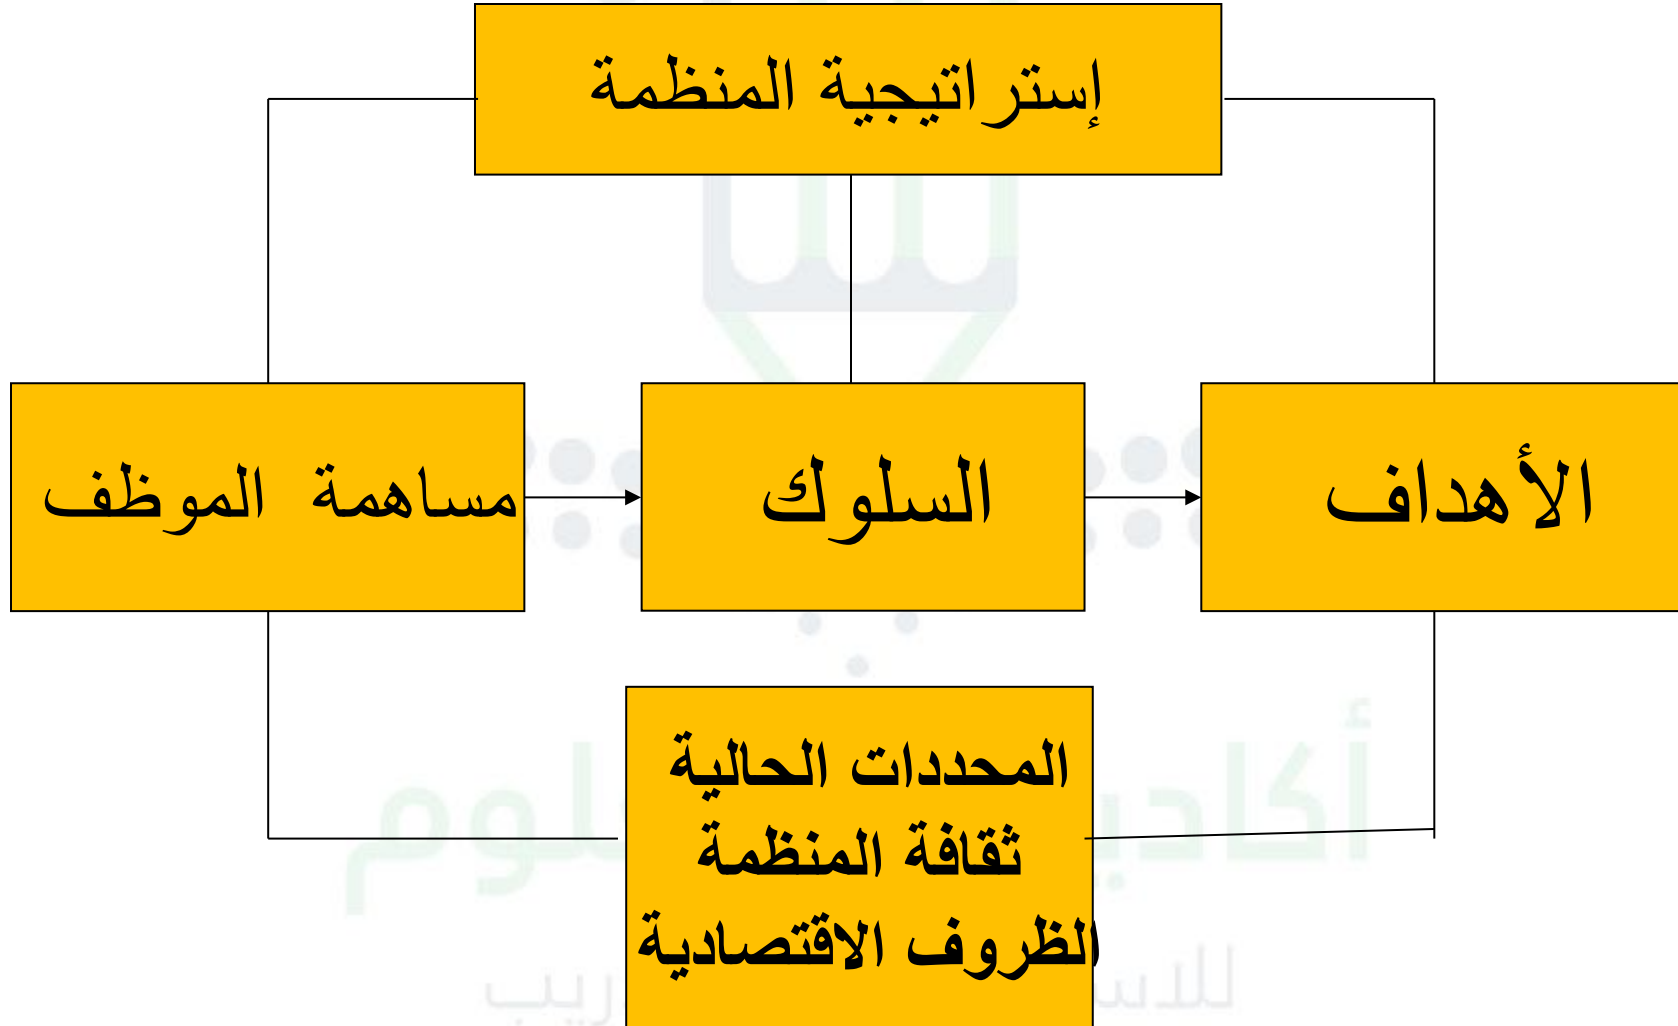 إستراتيجية المنظمة
الأهداف
السلوك
مساهمة الموظف
المحددات الحالية
ثقافة المنظمة
الظروف الاقتصادية